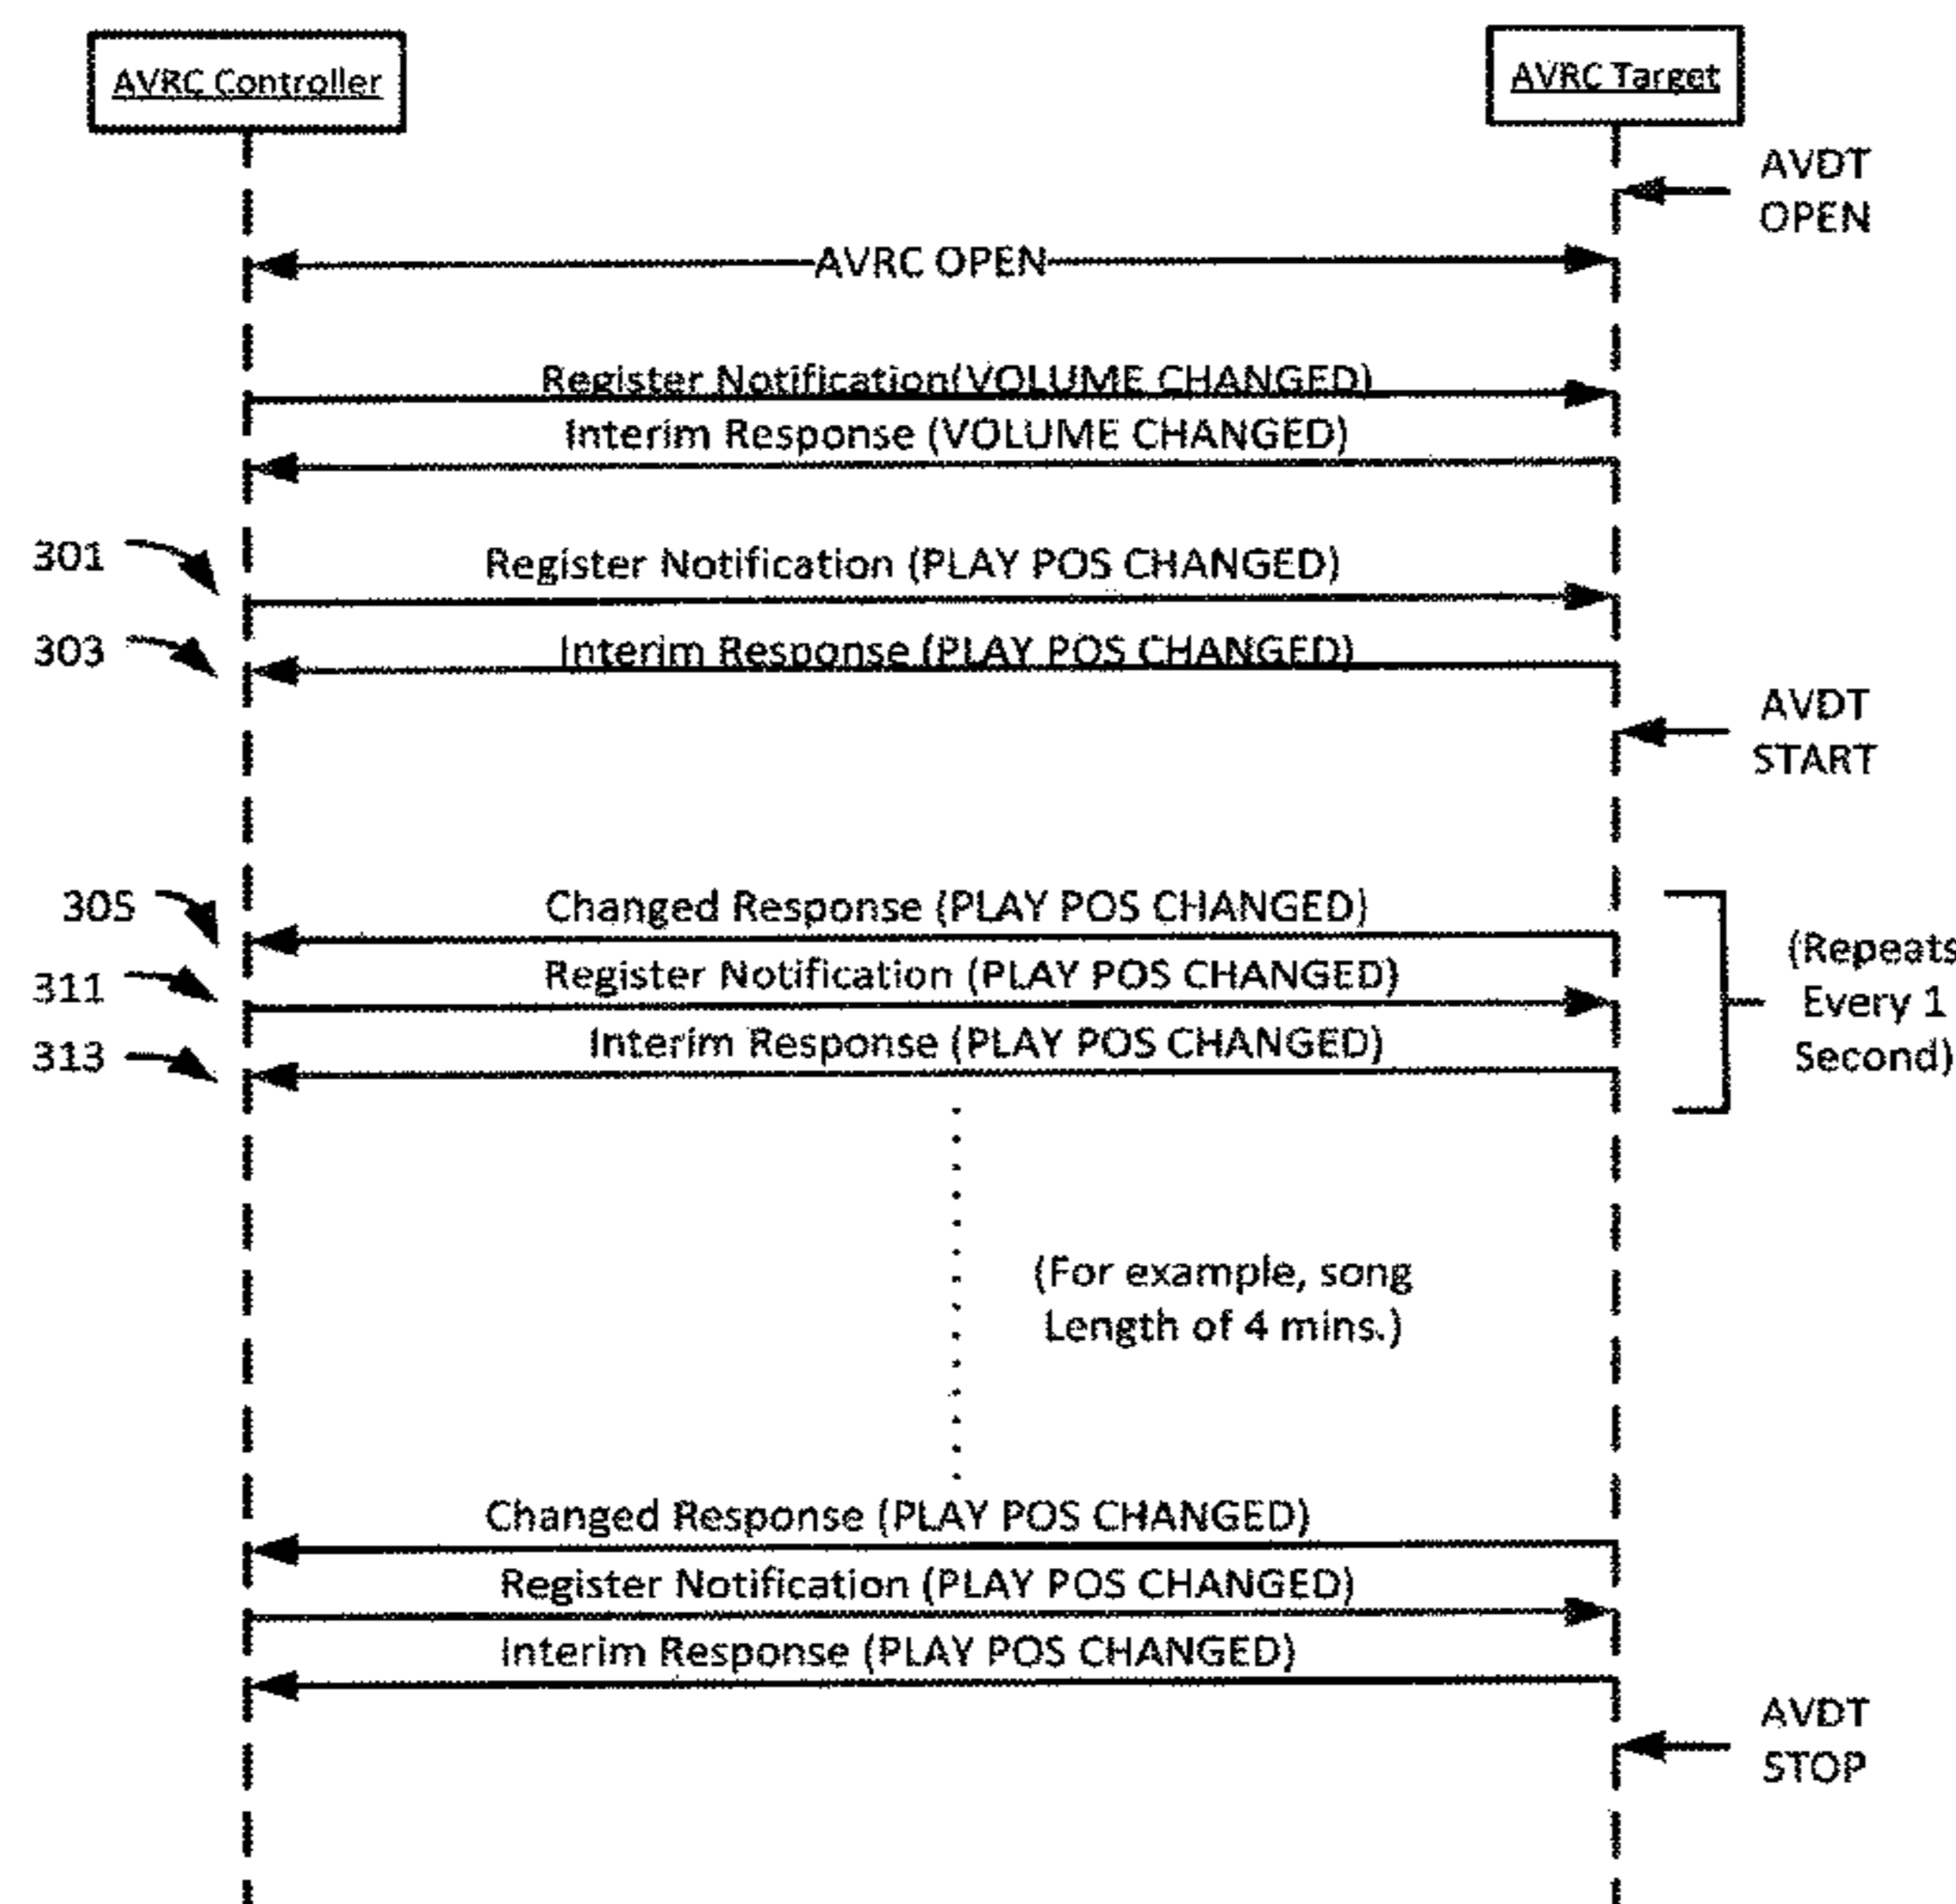 AVRC Controller
AVRC Target
AVDT
OPEN
AVRC OPEN
Register Notification(VOLUME CHANGED)
Interim Response (VOLUME CHANGED)
301
Register Notification (PLAY POS CHANGED)
303
Interim Response (PLAY POS CHANGED)
AVDT
START
305
Changed Response (PLAY POS CHANGED)
311
Register Notification (PLAY POS CHANGED)
313
Interim Response (PLAY POS CHANGED)
(Repeats
Every 1
Second)
(For example, song
Length of 4 mins.)
Changed Response (PLAY POS CHANGED)
Register Notification (PLAY POS CHANGED)
Interim Response (PLAY POS CHANGED)
AVDT
STOP